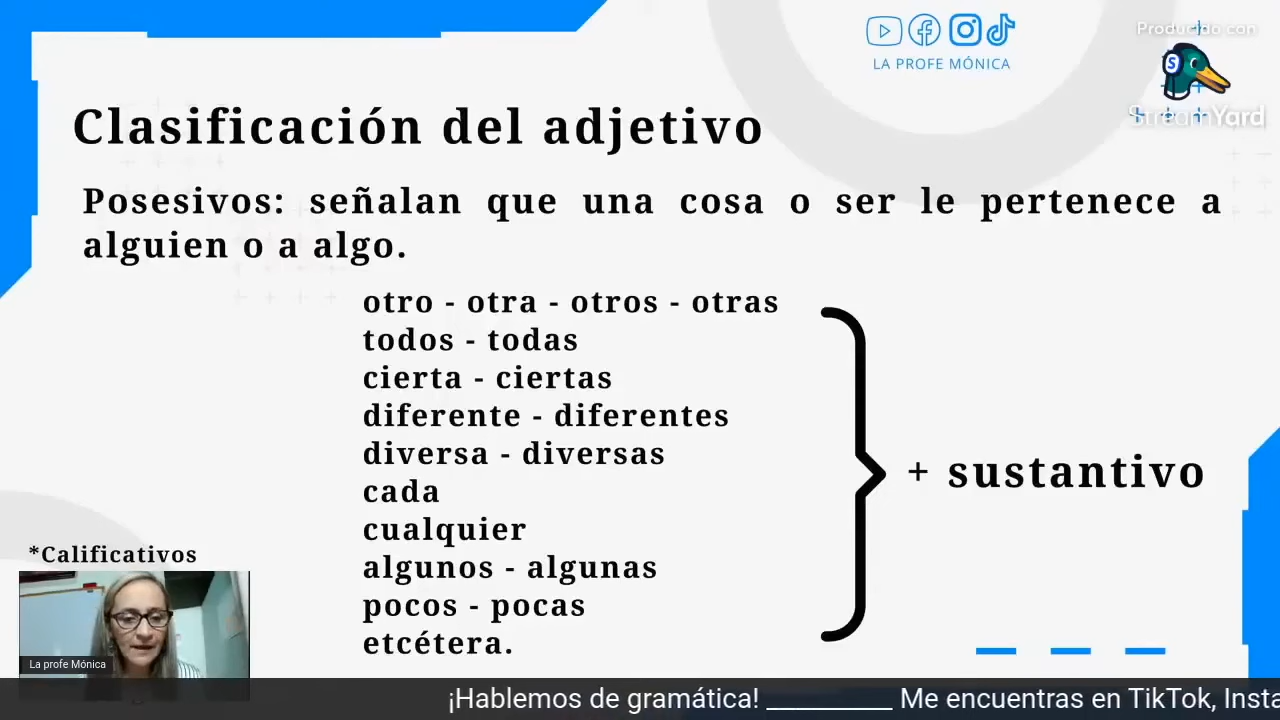 Producido con
StreamYard
LA PROFE MÓNICA
Clasificación del adjetivo
Posesivos: señalan que una cosa o ser le pertenece a
alguien o a algo.
otro - otra - otros - otras
todos - todas
cierta - ciertas
diferente - diferentes
diversa - diversas
cada
cualquier
algunos - algunas
pocos - pocas
etcétera.
+ sustantivo
*Calificativos
La profe Mónica
¡Hablemos de gramática! __________ Me encuentras en TikTok, Insta